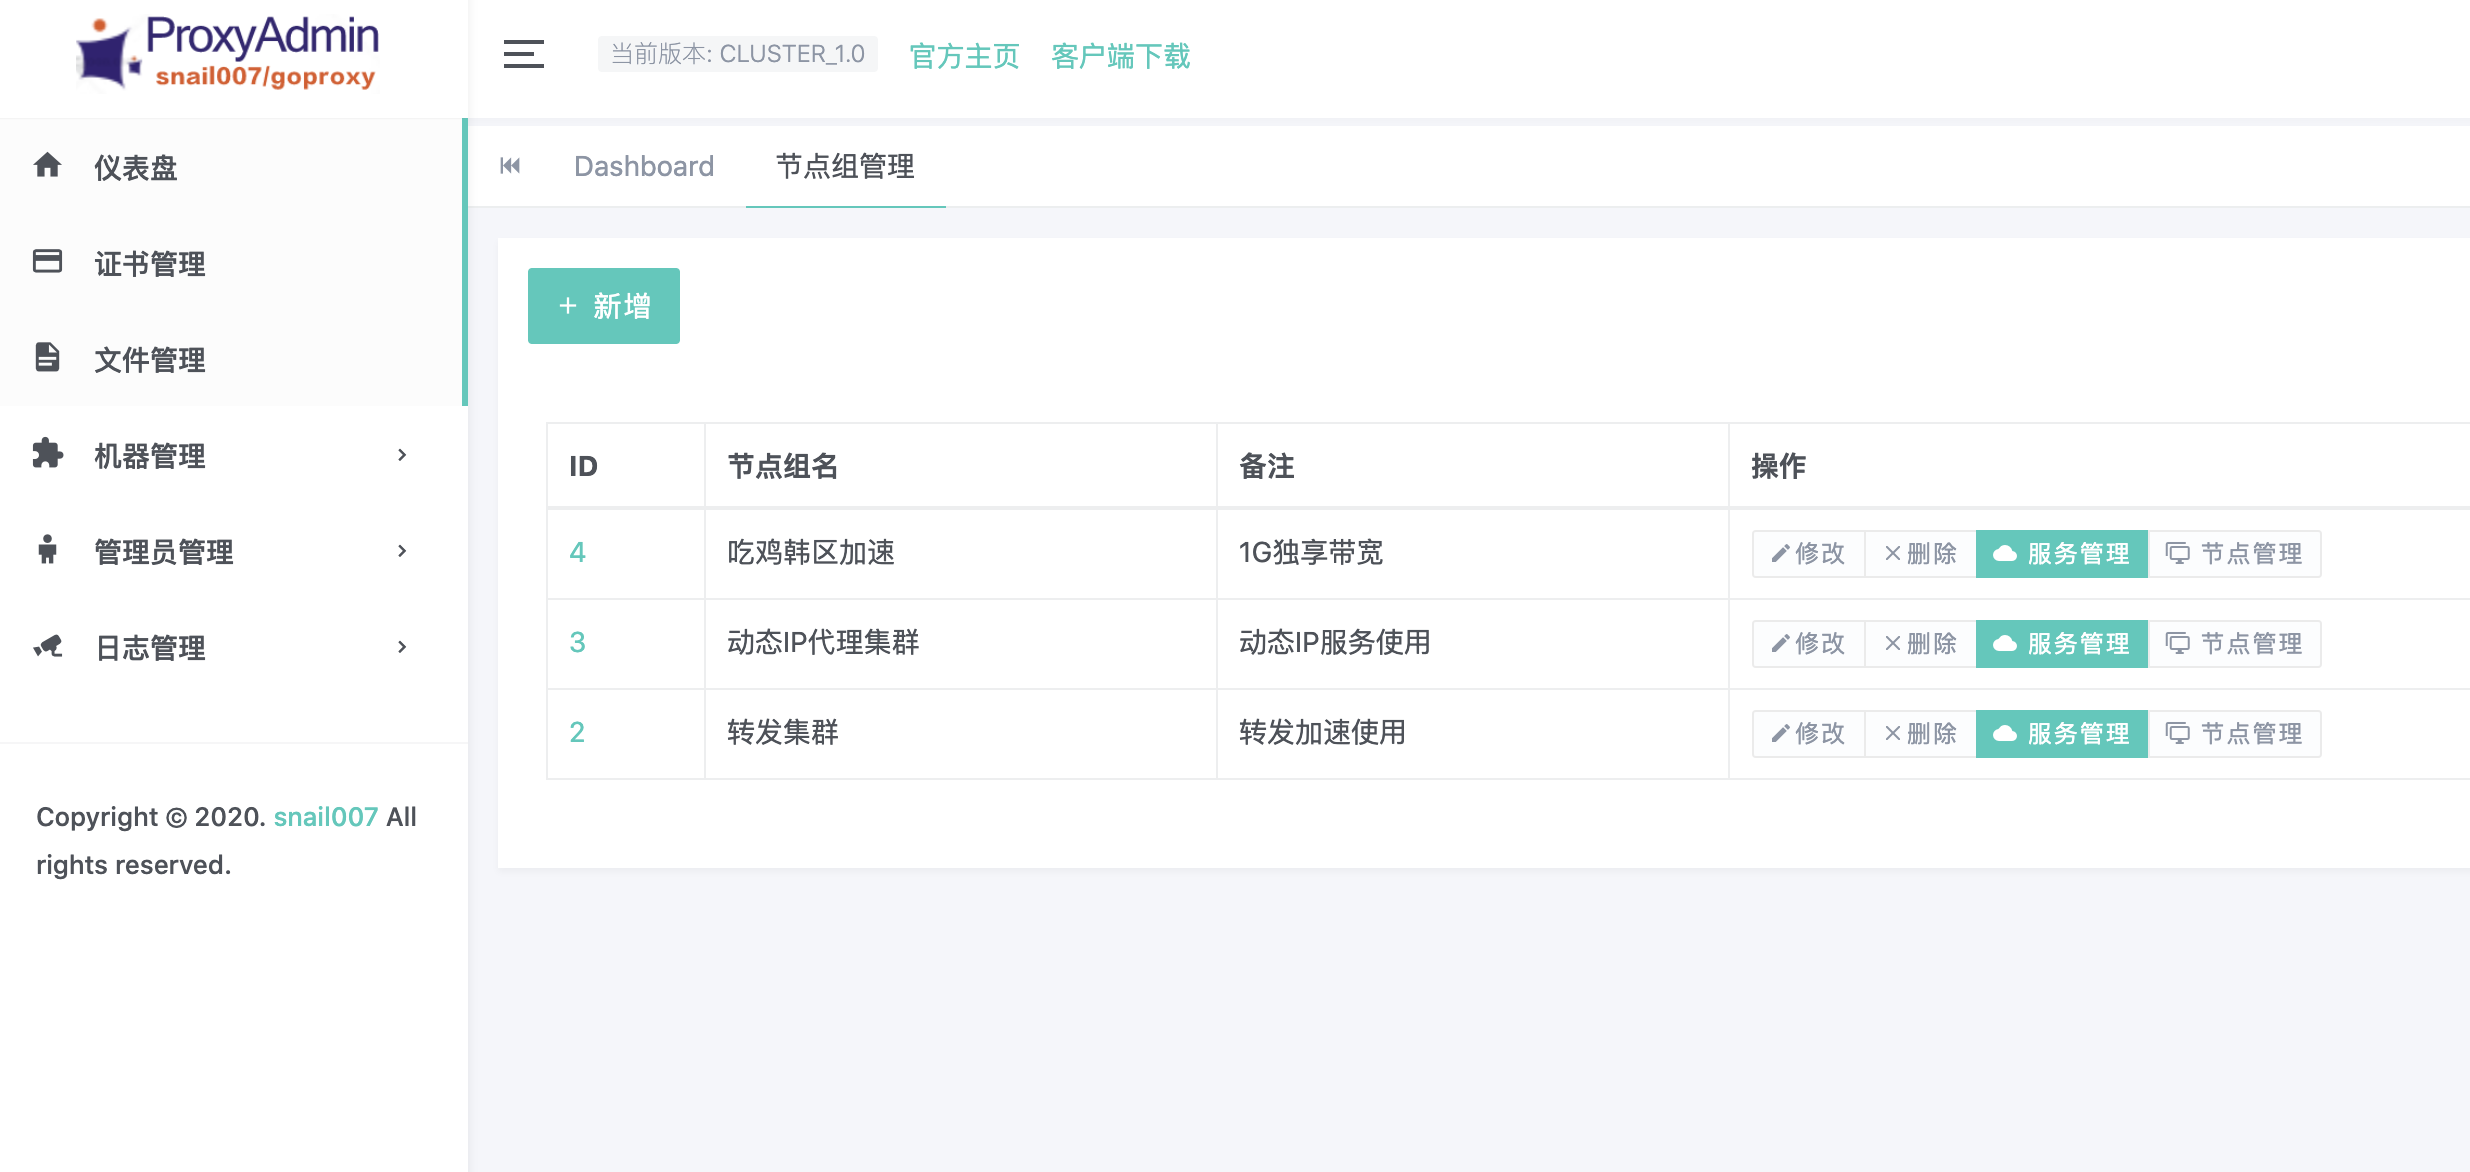 ProxyAdmin
snail007/goproxy
当前版本: CLUSTER_1.0 官方主页 客户端下载
仪表盘
证书管理
文件管理
机器管理
管理员管理
日志管理
Copyright © 2020. snail007 All
rights reserved.
Dashboard 节点组管理
+ 新增
ID 节点组名 备注 操作
4 吃鸡韩区加速 1G独享带宽 修改 删除 服务管理 节点管理
3 动态IP代理集群 动态IP服务使用 修改 删除 服务管理 节点管理
2 转发集群 转发加速使用 修改 删除 服务管理 节点管理